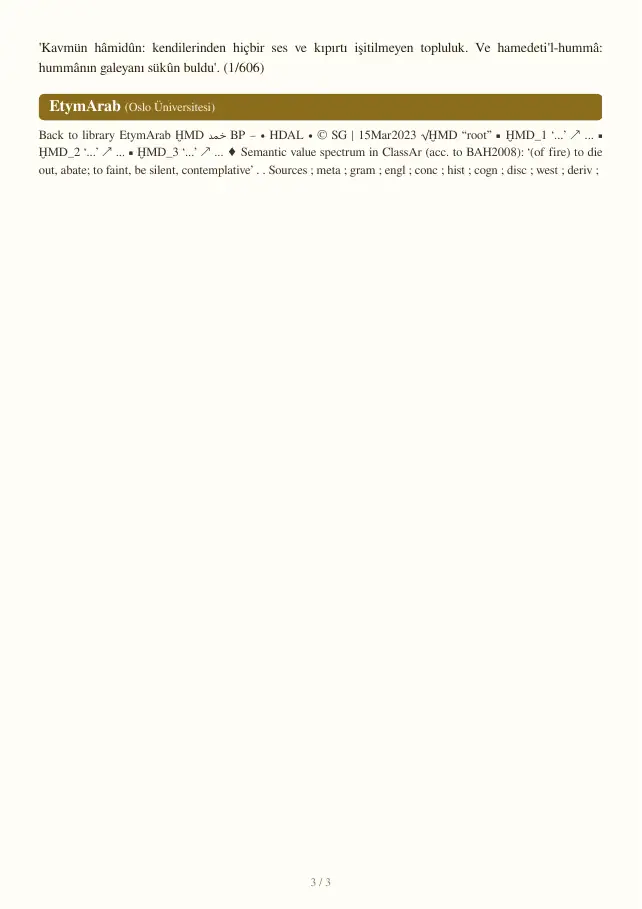 'Kavmün hâmidûn: kendilerinden hiçbir ses ve kıpırtı işitilmeyen topluluk. Ve hamedeti'l-hummâ:
hummânın galeyanı sükûn buldu'. (1/606)
EtymArab (Oslo Üniversitesi)
Back to library EtymArab ḪMD خمد BP – • HDAL • © SG | 15Mar2023 √ḪMD “root” ▪ ḪMD_1 ‘...’ ↗ ... ▪
ḪMD_2 ‘...’ ↗ ... ▪ ḪMD_3 ‘...’ ↗ ... ♦ Semantic value spectrum in ClassAr (acc. to BAH2008): ‘(of fire) to die
out, abate; to faint, be silent, contemplative’ . . Sources ; meta ; gram ; engl ; conc ; hist ; cogn ; disc ; west ; deriv ;
3 / 3